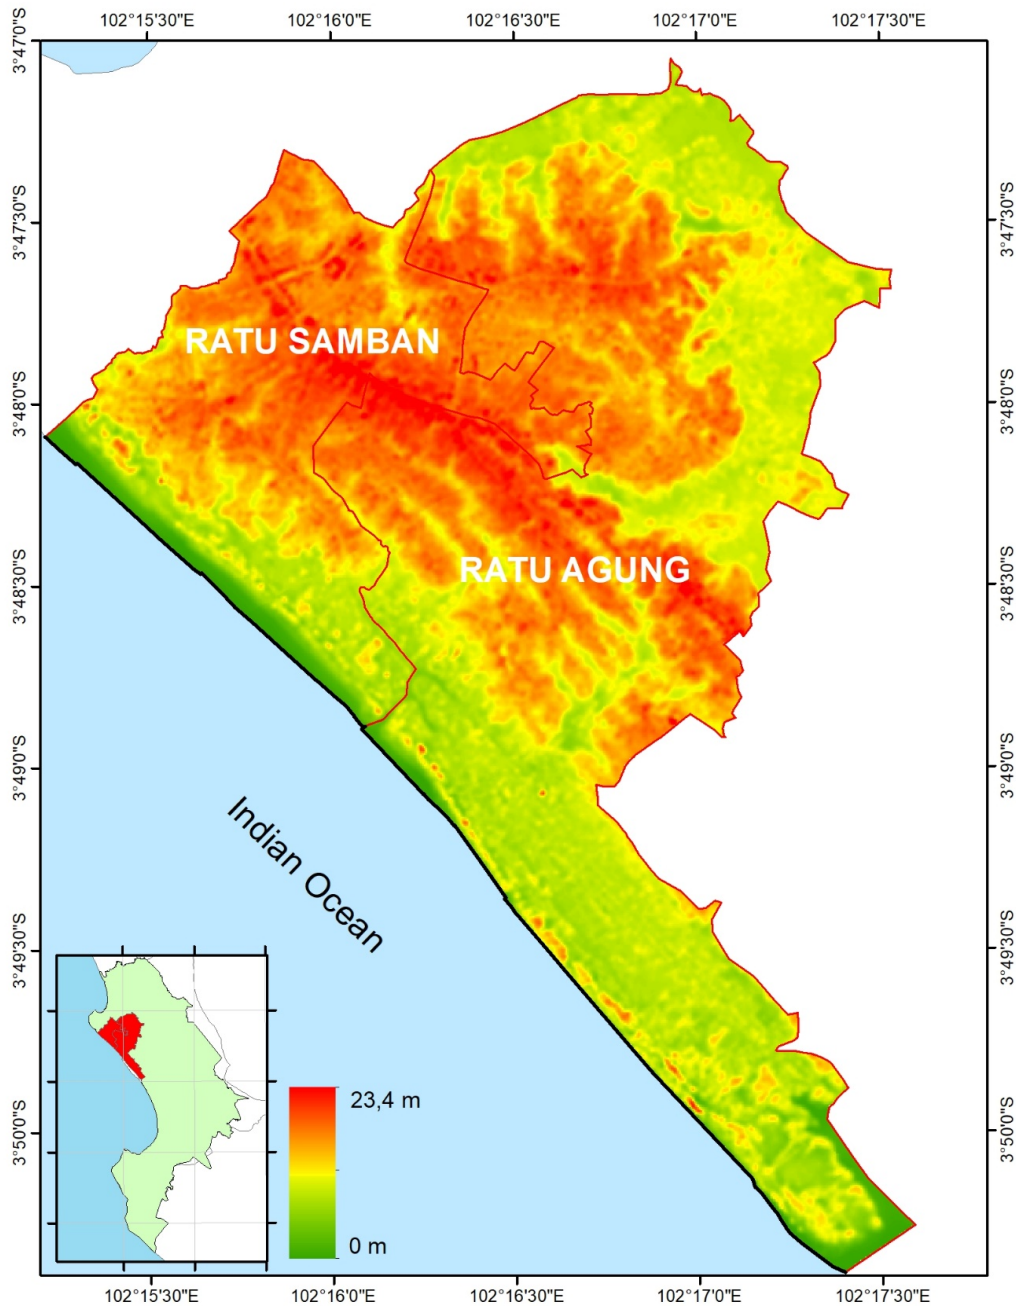 102°15'30"E 102°16'0"E 102°16'30"E 102°17'0"E 102°17'30"E
3°47'0"S 3°47'0"S
3°47'30"S 3°47'30"S
RATU SAMBAN
3°48'0"S 3°48'0"S
RATU AGUNG
3°48'30"S 3°48'30"S
3°49'0"S 3°49'0"S
Indian Ocean
3°49'30"S 3°49'30"S
23,4 m
3°50'0"S 3°50'0"S
0 m
102°15'30"E 102°16'0"E 102°16'30"E 102°17'0"E 102°17'30"E